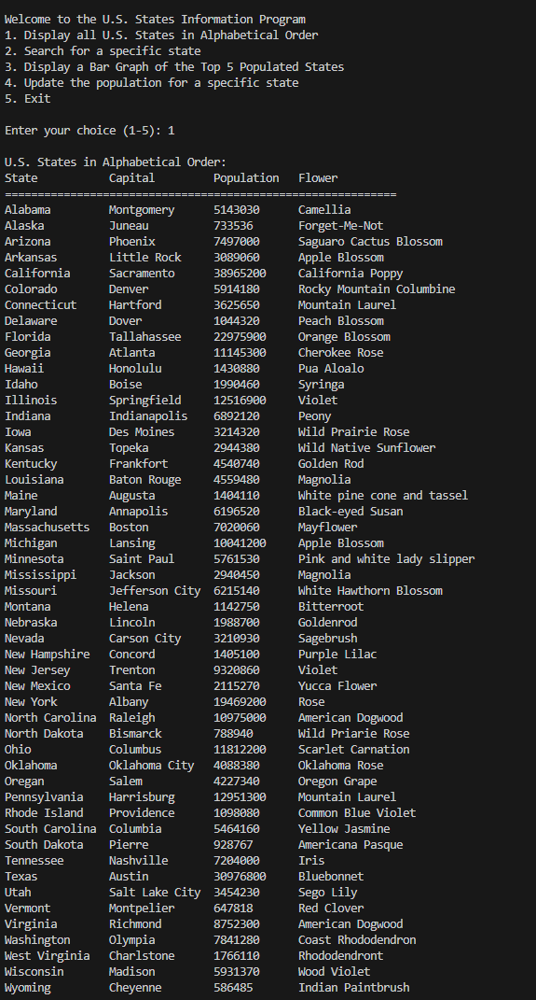 Welcome to the U.S. States Information Program
1. Display all U.S. States in Alphabetical Order
2. Search for a specific state
3. Display a Bar Graph of the Top 5 Populated States
4. Update the population for a specific state
5. Exit
Enter your choice (1-5): 1
U.S. States in Alphabetical Order:
State Capital Population Flower
============================================================
Alabama Montgomery 5143030 Camellia
Alaska Juneau 733536 Forget-Me-Not
Arizona Phoenix 7497000 Saguaro Cactus Blossom
Arkansas Little Rock 3089060 Apple Blossom
California Sacramento 38965200 California Poppy
Colorado Denver 5914180 Rocky Mountain Columbine
Connecticut Hartford 3625650 Mountain Laurel
Delaware Dover 1044320 Peach Blossom
Florida Tallahassee 22975900 Orange Blossom
Georgia Atlanta 11145300 Cherokee Rose
Hawaii Honolulu 1430880 Pua Aloalo
Idaho Boise 1990460 Syringa
Illinois Springfield 12516900 Violet
Indiana Indianapolis 6892120 Peony
Iowa Des Moines 3214320 Wild Prairie Rose
Kansas Topeka 2944380 Wild Native Sunflower
Kentucky Frankfort 4540740 Golden Rod
Louisiana Baton Rouge 4559480 Magnolia
Maine Augusta 1404110 White pine cone and tassel
Maryland Annapolis 6196520 Black-eyed Susan
Massachusetts Boston 7020060 Mayflower
Michigan Lansing 10041200 Apple Blossom
Minnesota Saint Paul 5761530 Pink and white lady slipper
Mississippi Jackson 2940450 Magnolia
Missouri Jefferson City 6215140 White Hawthorn Blossom
Montana Helena 1142750 Bitterroot
Nebraska Lincoln 1988700 Goldenrod
Nevada Carson City 3210930 Sagebrush
New Hampshire Concord 1405100 Purple Lilac
New Jersey Trenton 9320860 Violet
New Mexico Santa Fe 2115270 Yucca Flower
New York Albany 19469200 Rose
North Carolina Raleigh 10975000 American Dogwood
North Dakota Bismarck 788940 Wild Priarie Rose
Ohio Columbus 11812200 Scarlet Carnation
Oklahoma Oklahoma City 4088380 Oklahoma Rose
Oregan Salem 4227340 Oregon Grape
Pennsylvania Harrisburg 12951300 Mountain Laurel
Rhode Island Providence 1098080 Common Blue Violet
South Carolina Columbia 5464160 Yellow Jasmine
South Dakota Pierre 928767 Americana Pasque
Tennessee Nashville 7204000 Iris
Texas Austin 30976800 Bluebonnet
Utah Salt Lake City 3454230 Sego Lily
Vermont Montpelier 647818 Red Clover
Virginia Richmond 8752300 American Dogwood
Washington Olympia 7841280 Coast Rhododendron
West Virginia Charlstone 1766110 Rhododendront
Wisconsin Madison 5931370 Wood Violet
Wyoming Cheyenne 586485 Indian Paintbrush